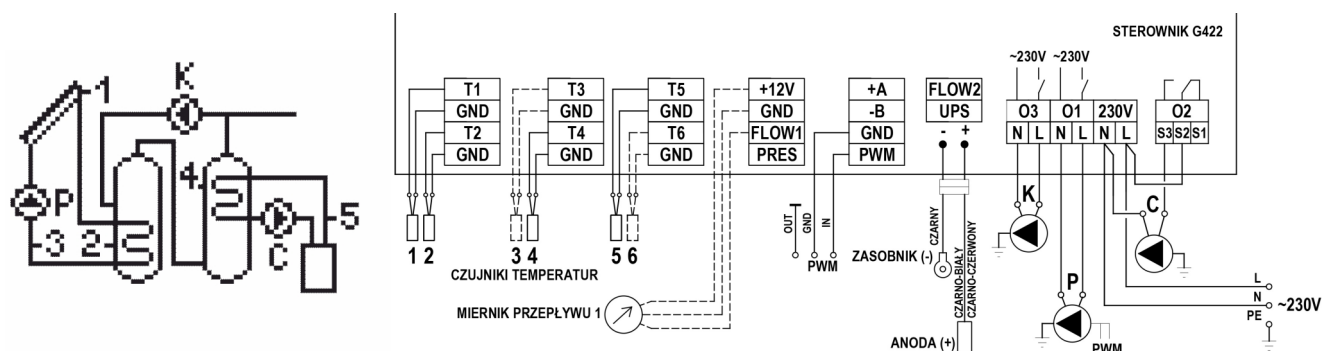 K
1
P
4
5
3
2
C
STEROWNIK G422
~230V ~230V
T1 T3 T5 +12V +A FLOW2 O3 O1 230V O2
GND GND GND GND -B UPS N L N L N L S3 S2 S1
T2 T4 T6 FLOW1 GND - +
GND GND GND PRES PWM
K
C
OUT
GND
IN
PWM
CZARNY
CZARNO-BIAŁY
CZARNO-CZERWONY
1 2 3 4 5 6
CZUJNIKI TEMPERATUR
ZASOBNIK (-)
P
L
N ~230V
PE
MIERNIK PRZEPŁYWU 1
ANODA (+)
PWM